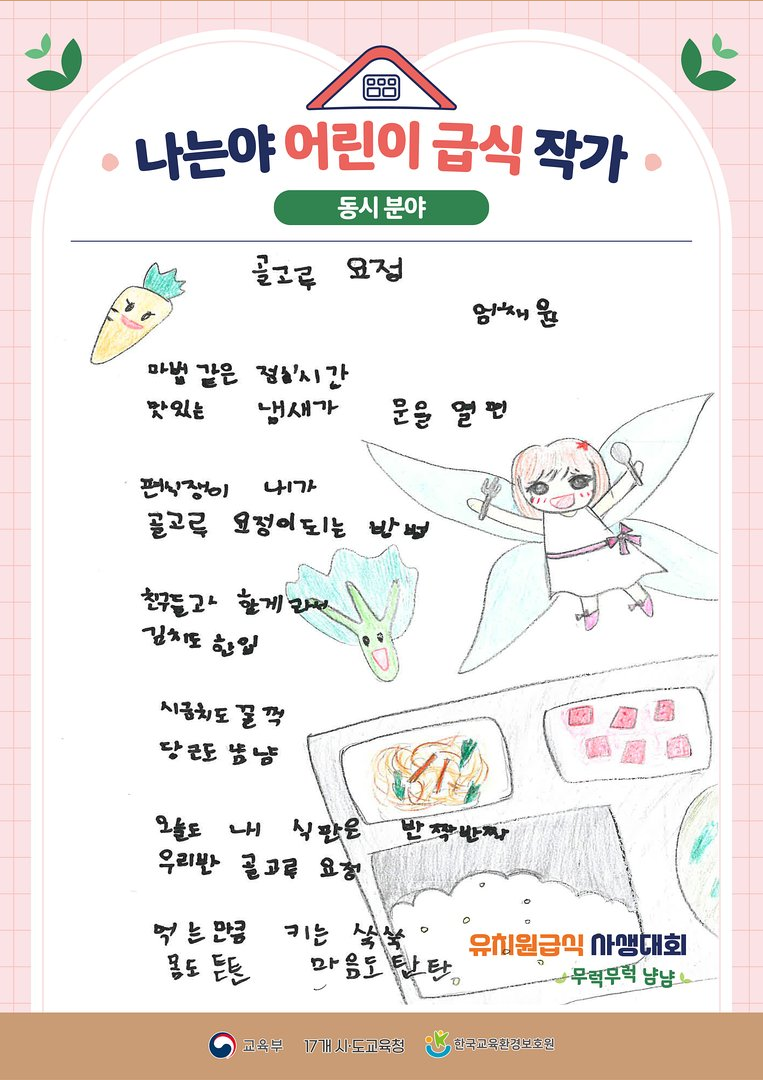 나는야 어린이 급식 작가
동시 분야
골고루 요정
엄채윤
마법 같은 점심시간
맛있는 냄새가 문을 열면
편식쟁이 내가
골고루 요정이 되는 방법
친구들과 함께라서
김치도 한입
시금치도 꿀꺽
당근도 냠냠
오늘도 내 식판은 반짝반짝
우리반 골고루 요정
먹는만큼 키는 쑥쑥
몸도 튼튼 마음도 탄탄
유치원급식 사생대회
무럭무럭 냠냠
교육부 17개 시·도교육청 한국교육환경보호원